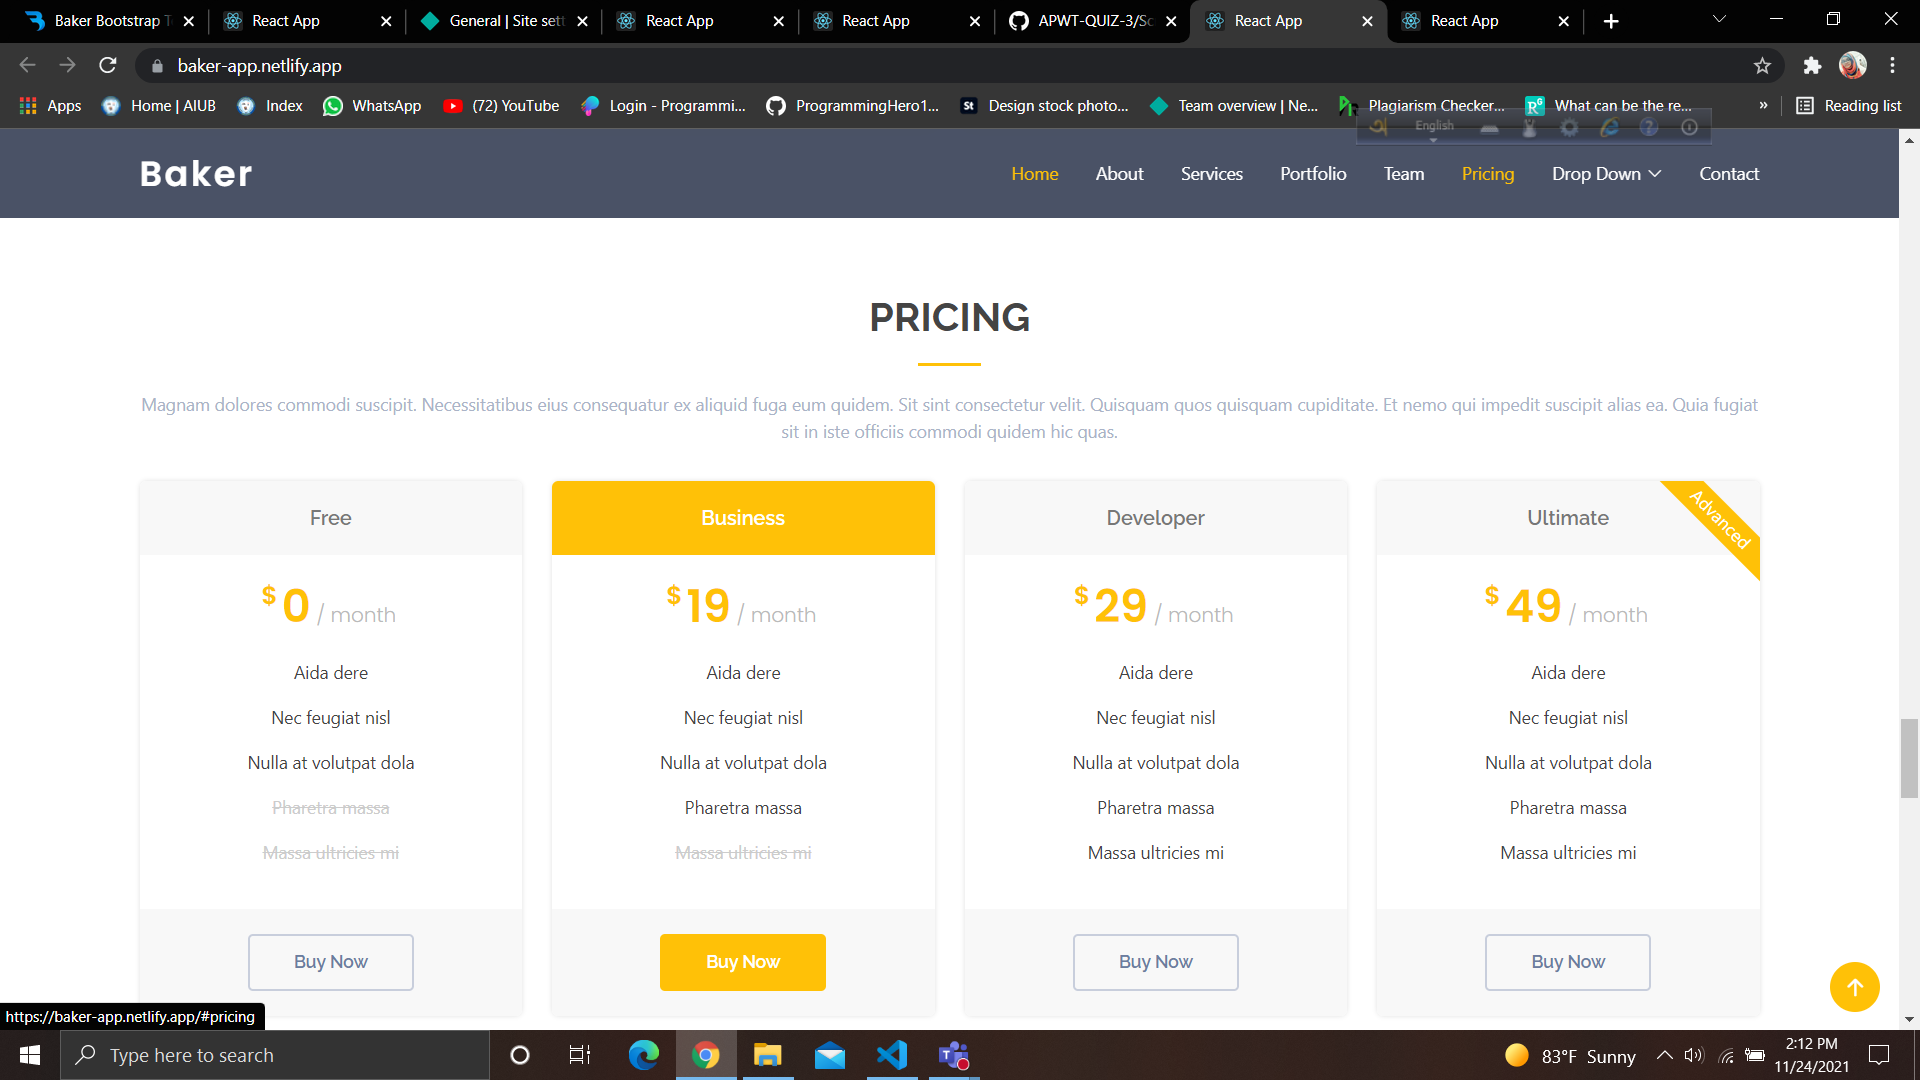 Baker Bootstrap T
React App
General | Site sett
React App
React App
APWT-QUIZ-3/Sc
React App
React App
baker-app.netlify.app
Apps
Home | AIUB
Index
WhatsApp
(72) YouTube
Login - Programmi...
ProgrammingHero1...
Design stock photo...
Team overview | Ne...
Plagiarism Checker...
What can be the re...
»
Reading list
English
Baker
Home
About
Services
Portfolio
Team
Pricing
Drop Down
Contact
PRICING
Magnam dolores commodi suscipit. Necessitatibus eius consequatur ex aliquid fuga eum quidem. Sit sint consectetur velit. Quisquam quos quisquam cupiditate. Et nemo qui impedit suscipit alias ea. Quia fugiat
sit in iste officiis commodi quidem hic quas.
Free
$0 / month
Aida dere
Nec feugiat nisl
Nulla at volutpat dola
Pharetra massa
Massa ultricies mi
Buy Now
Business
$19 / month
Aida dere
Nec feugiat nisl
Nulla at volutpat dola
Pharetra massa
Massa ultricies mi
Buy Now
Developer
$29 / month
Aida dere
Nec feugiat nisl
Nulla at volutpat dola
Pharetra massa
Massa ultricies mi
Buy Now
Ultimate
Advanced
$49 / month
Aida dere
Nec feugiat nisl
Nulla at volutpat dola
Pharetra massa
Massa ultricies mi
Buy Now
https://baker-app.netlify.app/#pricing
Type here to search
83°F Sunny
2:12 PM
11/24/2021